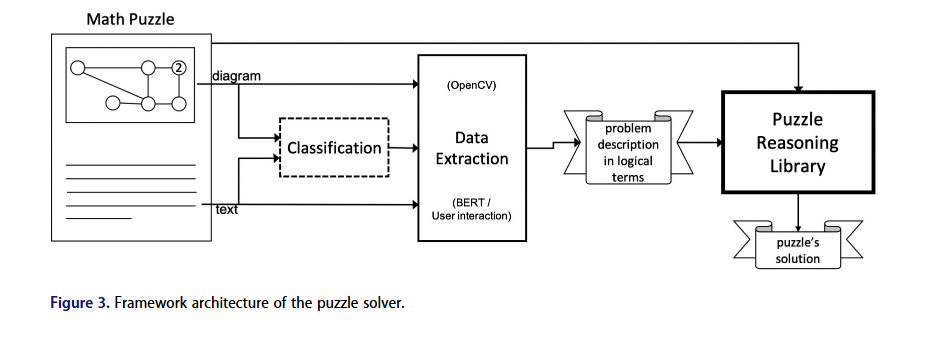 Math Puzzle
2
diagram
text
Classification
(OpenCV)
Data
Extraction
(BERT /
User interaction)
problem
description
in logical
terms
Puzzle
Reasoning
Library
puzzle's
solution
Figure 3. Framework architecture of the puzzle solver.